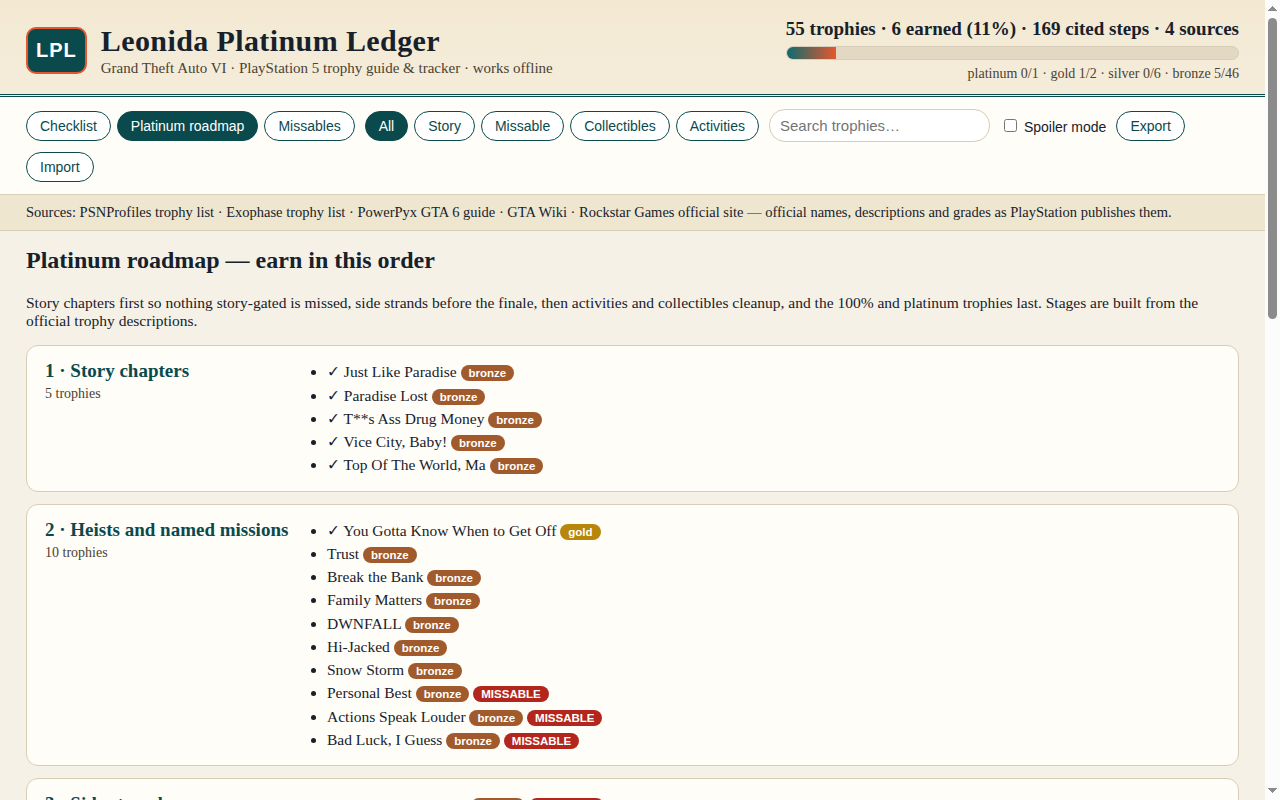 LPL
Leonida Platinum Ledger
Grand Theft Auto VI · PlayStation 5 trophy guide & tracker · works offline
55 trophies · 6 earned (11%) · 169 cited steps · 4 sources
platinum 0/1 · gold 1/2 · silver 0/6 · bronze 5/46
Checklist Platinum roadmap Missables All Story Missable Collectibles Activities Search trophies… Spoiler mode Export
Import
Sources: PSNProfiles trophy list · Exophase trophy list · PowerPyx GTA 6 guide · GTA Wiki · Rockstar Games official site — official names, descriptions and grades as PlayStation publishes them.
Platinum roadmap — earn in this order
Story chapters first so nothing story-gated is missed, side strands before the finale, then activities and collectibles cleanup, and the 100% and platinum trophies last. Stages are built from the
official trophy descriptions.
1 · Story chapters
5 trophies
✓ Just Like Paradise bronze
✓ Paradise Lost bronze
✓ T**s Ass Drug Money bronze
✓ Vice City, Baby! bronze
✓ Top Of The World, Ma bronze
2 · Heists and named missions
10 trophies
✓ You Gotta Know When to Get Off gold
Trust bronze
Break the Bank bronze
Family Matters bronze
DWNFALL bronze
Hi-Jacked bronze
Snow Storm bronze
Personal Best bronze MISSABLE
Actions Speak Louder bronze MISSABLE
Bad Luck, I Guess bronze MISSABLE